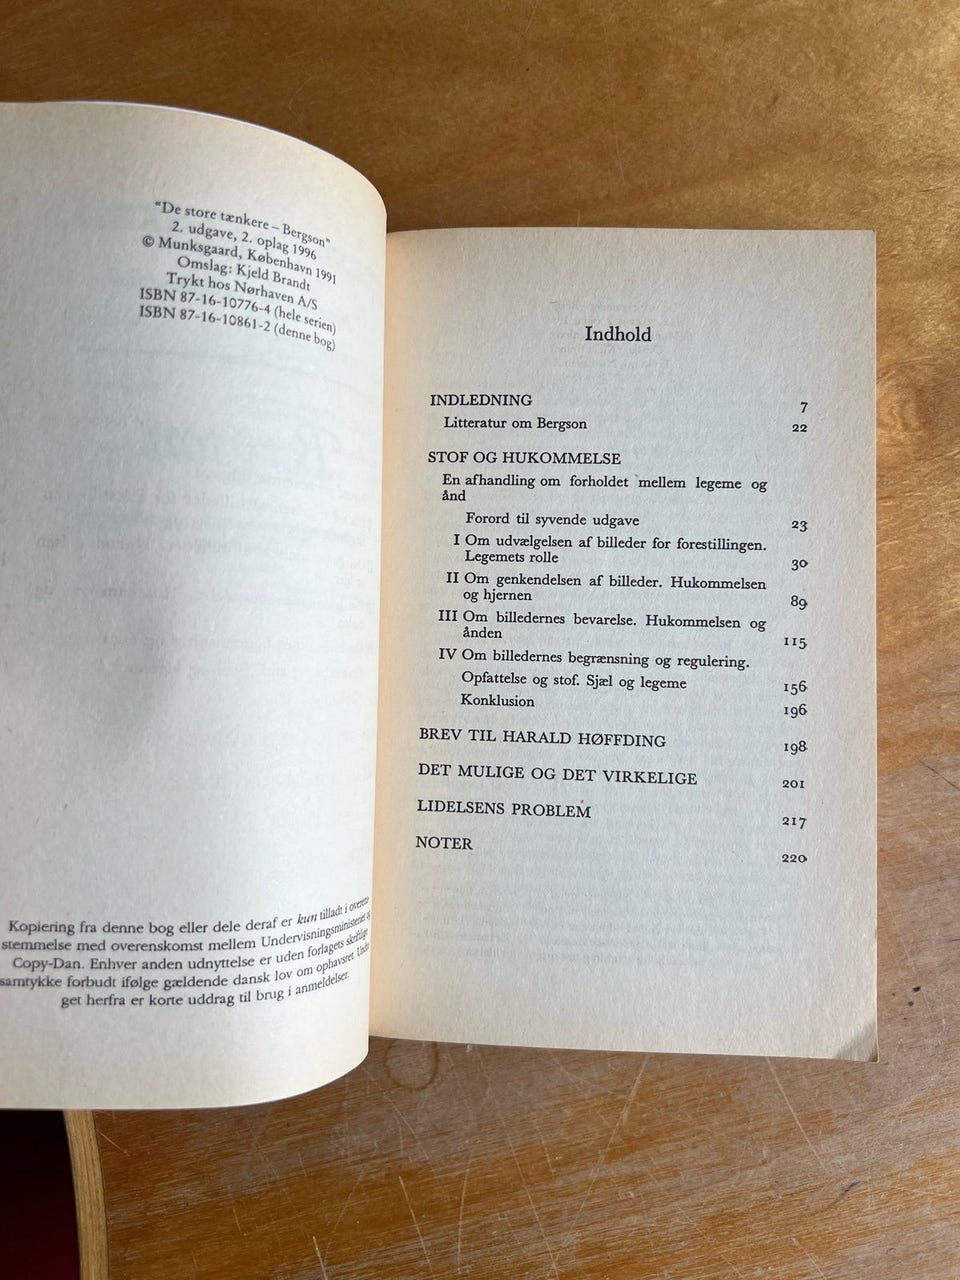 "De store tænkere – Bergson"
2. udgave, 2. oplag 1996
© Munksgaard, København 1991
Omslag: Kjeld Brandt
Trykt hos Nørhaven A/S
ISBN 87-16-10776-4 (hele serien)
ISBN 87-16-10861-2 (denne bog)
Kopiering fra denne bog eller dele deraf er kun tilladt i overens-
stemmelse med overenskomst mellem Undervisningsministeriet og
Copy-Dan. Enhver anden udnyttelse er uden forlagets skriftlige
samtykke forbudt ifølge gældende dansk lov om ophavsret. Undta
get herfra er korte uddrag til brug i anmeldelser.
Indhold
INDLEDNING 7
Litteratur om Bergson 22
STOF OG HUKOMMELSE
En afhandling om forholdet mellem legeme og
ånd
Forord til syvende udgave 23
I Om udvælgelsen af billeder for forestillingen.
Legemets rolle 30
II Om genkendelsen af billeder. Hukommelsen
og hjernen 89
III Om billedernes bevarelse. Hukommelsen og
ånden 115
IV Om billedernes begrænsning og regulering.
Opfattelse og stof. Sjæl og legeme 156
Konklusion 196
BREV TIL HARALD HØFFDING 198
DET MULIGE OG DET VIRKELIGE 201
LIDELSENS PROBLEM 217
NOTER 220